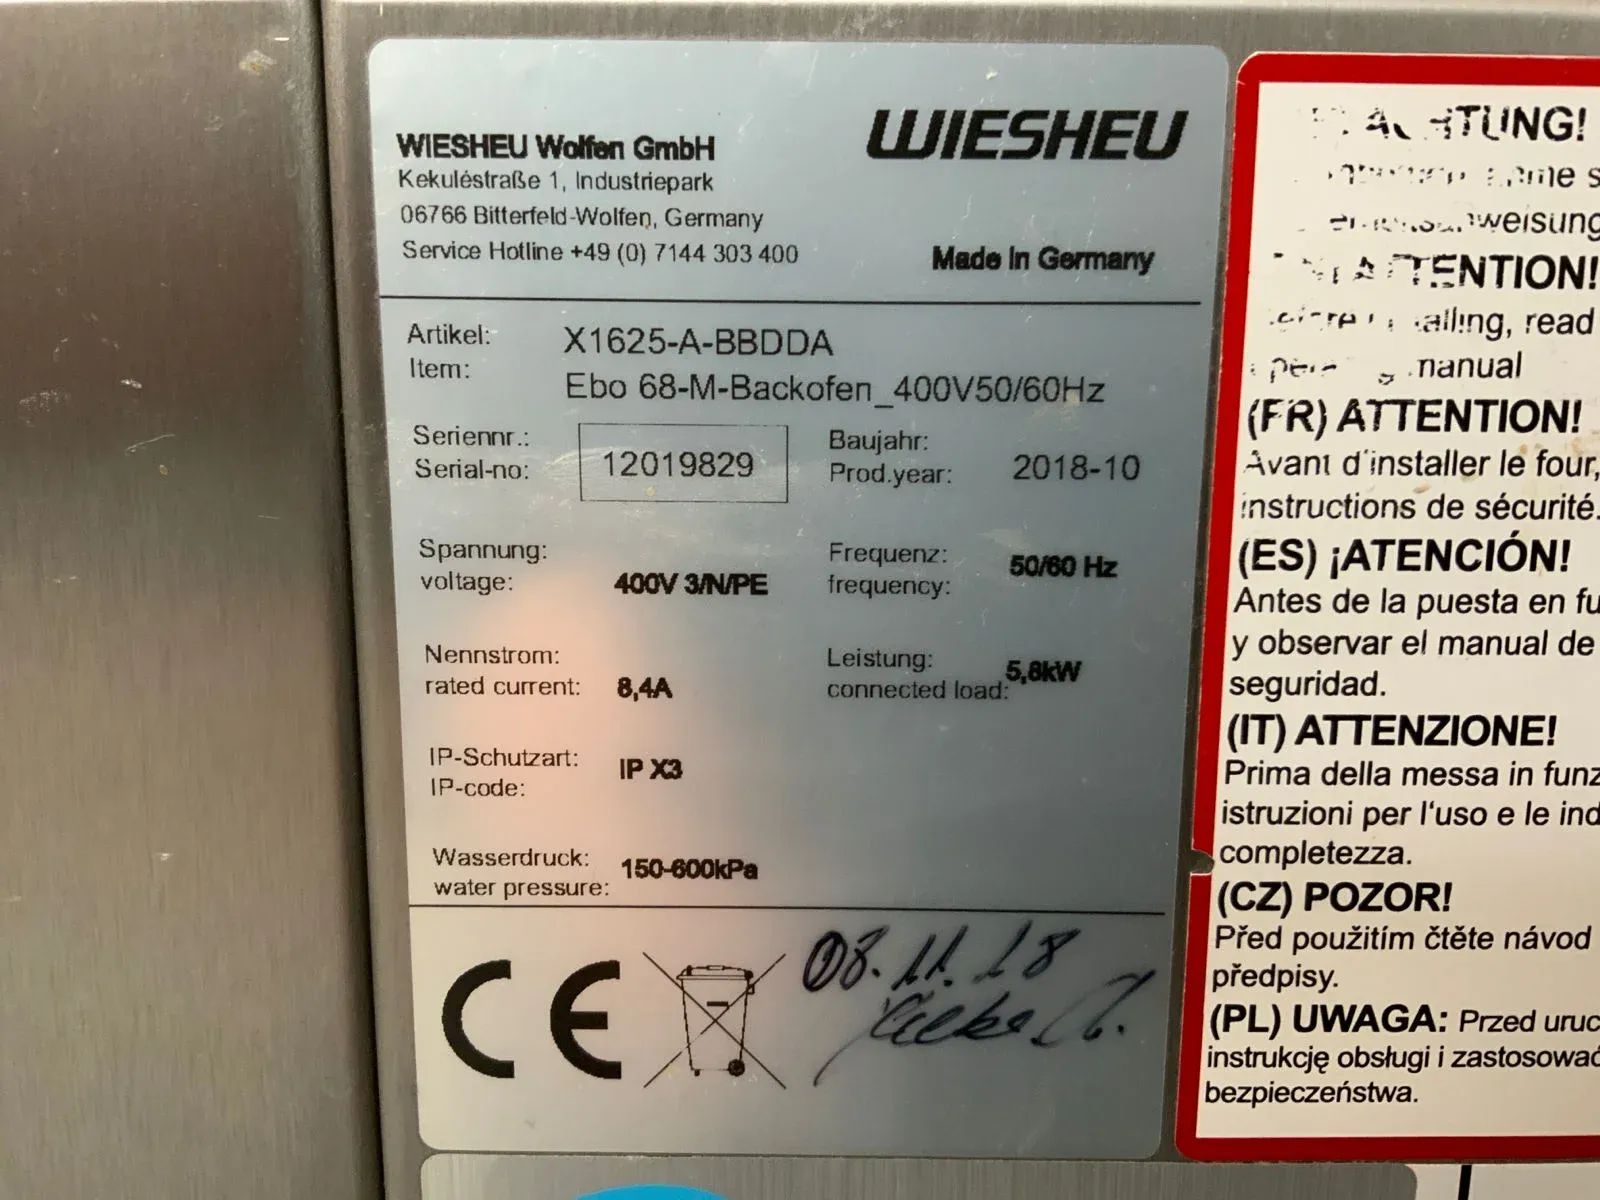 WIESHEU Wolfen GmbH
Kekuléstraße 1, Industriepark
06766 Bitterfeld-Wolfen, Germany
Service Hotline +49 (0) 7144 303 400
WIESHEU
Made in Germany
Artikel: X1625-A-BBDDA
Item: Ebo 68-M-Backofen_400V50/60Hz
Seriennr.:
Serial-no: 12019829
Baujahr:
Prod.year: 2018-10
Spannung:
voltage: 400V 3/N/PE
Frequenz:
frequency: 50/60 Hz
Nennstrom:
rated current: 8,4A
Leistung:
connected load: 5,8kW
IP-Schutzart:
IP-code: IP X3
Wasserdruck:
water pressure: 150-600kPa
CE
08.11.18
ACHTUNG!
ATTENTION!
read
manual
(FR) ATTENTION!
Avant d'installer le four,
instructions de sécurité.
(ES) ¡ATENCIÓN!
Antes de la puesta en fu
y observar el manual de
seguridad.
(IT) ATTENZIONE!
Prima della messa in funz
istruzioni per l'uso e le ind
completezza.
(CZ) POZOR!
Před použitím čtěte návod
předpisy.
(PL) UWAGA: Przed uruc
instrukcję obsługi i zastosować
bezpieczeństwa.